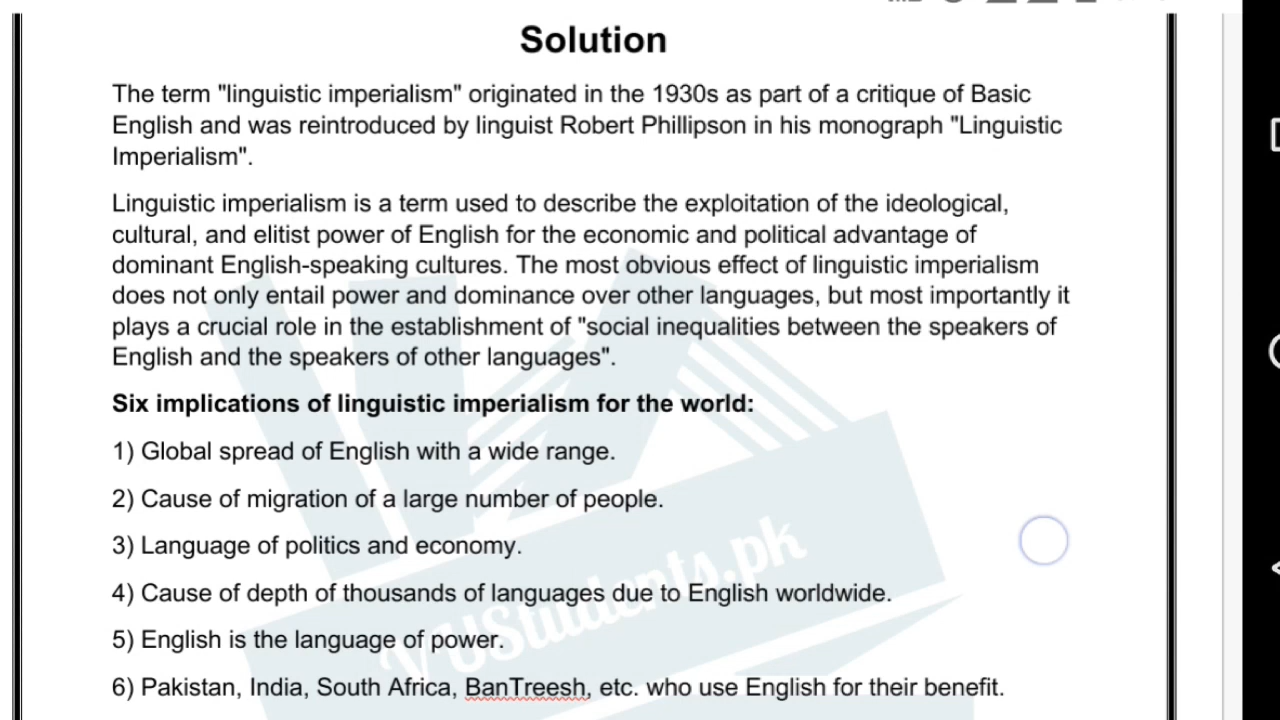 Solution
The term "linguistic imperialism" originated in the 1930s as part of a critique of Basic
English and was reintroduced by linguist Robert Phillipson in his monograph "Linguistic
Imperialism".
Linguistic imperialism is a term used to describe the exploitation of the ideological,
cultural, and elitist power of English for the economic and political advantage of
dominant English-speaking cultures. The most obvious effect of linguistic imperialism
does not only entail power and dominance over other languages, but most importantly it
plays a crucial role in the establishment of "social inequalities between the speakers of
English and the speakers of other languages".
Six implications of linguistic imperialism for the world:
1) Global spread of English with a wide range.
2) Cause of migration of a large number of people.
3) Language of politics and economy.
4) Cause of depth of thousands of languages due to English worldwide.
5) English is the language of power.
6) Pakistan, India, South Africa, BanTreesh, etc. who use English for their benefit.
VUStudents.pk